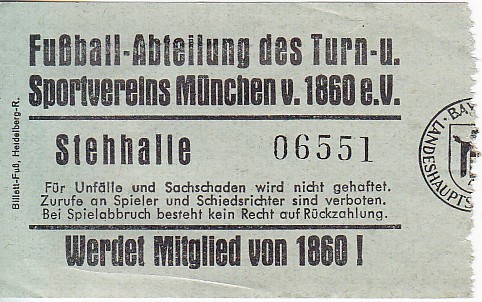 Fußball-Abteilung des Turn-u.
Sportvereins München v. 1860 e.V.
Stehhalle 06551
Für Unfälle und Sachschaden wird nicht gehaftet.
Zurufe an Spieler und Schiedsrichter sind verboten.
Bei Spielabbruch besteht kein Recht auf Rückzahlung.
Werdet Mitglied von 1860 !
Billett-Fuß, Heidelberg-R.